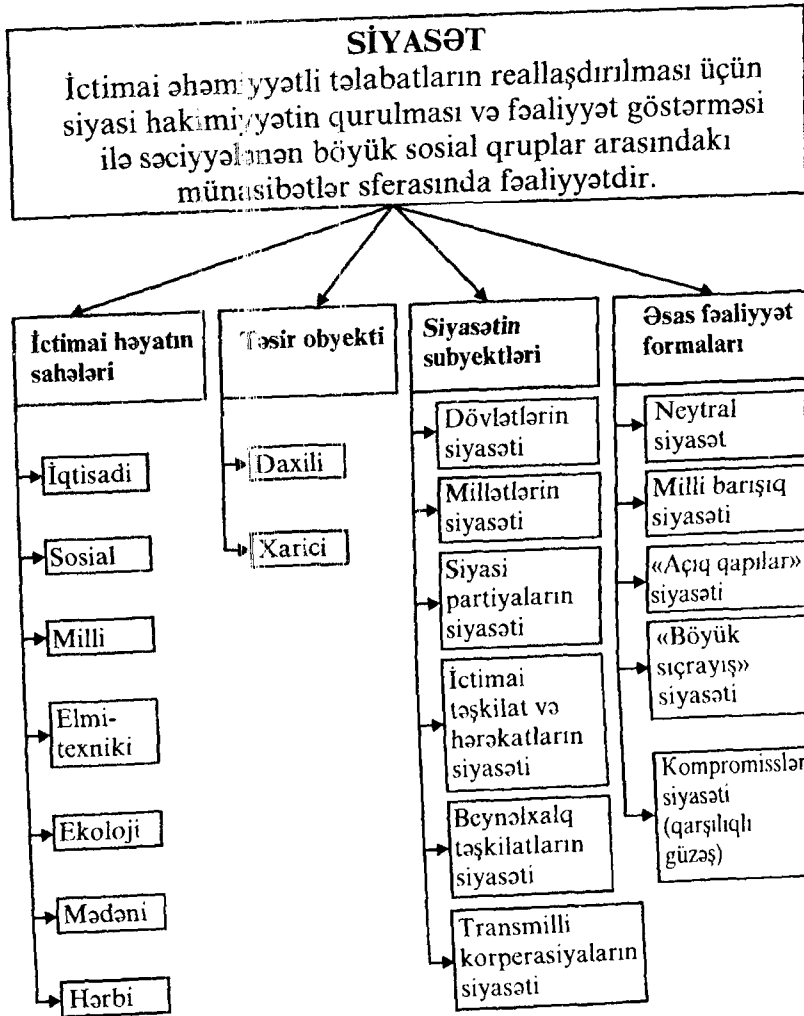 SİYASƏT
İctimai əhəmiyyətli təlabatların reallaşdırılması üçün
siyasi hakimiyyətin qurulması və fəaliyyət göstərməsi
ilə səciyyələnən böyük sosial qruplar arasındakı
münasibətlər sferasında fəaliyyətdir.
İctimai həyatın
sahələri
İqtisadi
Sosial
Milli
Elmi-
texniki
Ekoloji
Mədəni
Hərbi
Təsir obyekti
Daxili
Xarici
Siyasətin
subyektləri
Dövlətlərin
siyasəti
Millətlərin
siyasəti
Siyasi
partiyaların
siyasəti
İctimai
təşkilat və
hərəkatların
siyasəti
Beynəlxalq
təşkilatların
siyasəti
Transmilli
korperasiyaların
siyasəti
Əsas fəaliyyət
formaları
Neytral
siyasət
Milli barışıq
siyasəti
«Açıq qapılar»
siyasəti
«Böyük
sıçrayış»
siyasəti
Kompromisslər
siyasəti
(qarşılıqlı
güzəş)